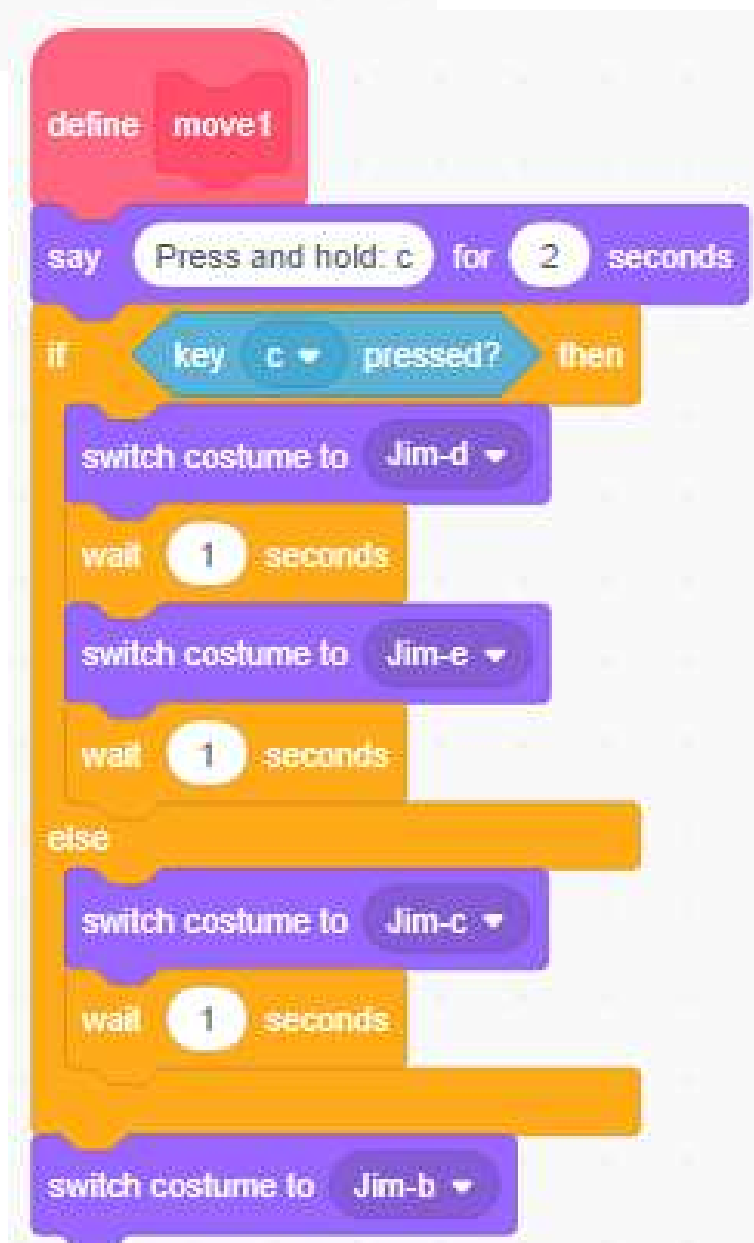 define move1
say Press and hold: c for 2 seconds
if key c pressed? then
switch costume to Jim-d
wait 1 seconds
switch costume to Jim-e
wait 1 seconds
else
switch costume to Jim-c
wait 1 seconds
switch costume to Jim-b